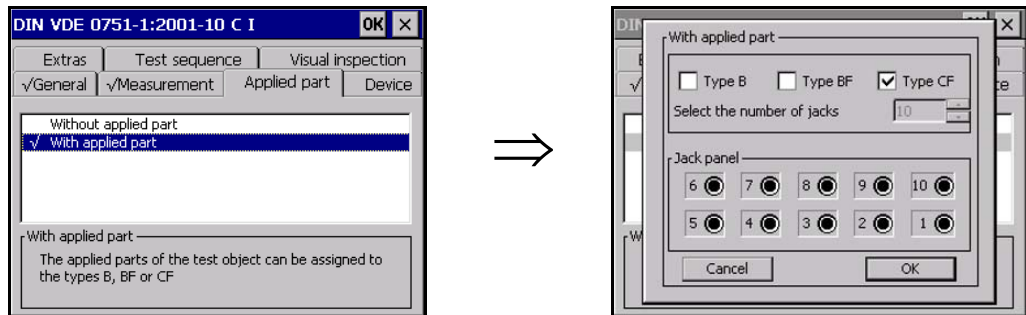 DIN VDE 0751-1:2001-10 C I OK ×
Extras Test sequence Visual inspection
√General √Measurement Applied part Device
Without applied part
√ With applied part
With applied part
The applied parts of the test object can be assigned to
the types B, BF or CF
⇒
DIN ×
With applied part
Type B Type BF ✓ Type CF
Select the number of jacks 10
Jack panel
6 7 8 9 10
5 4 3 2 1
Cancel OK